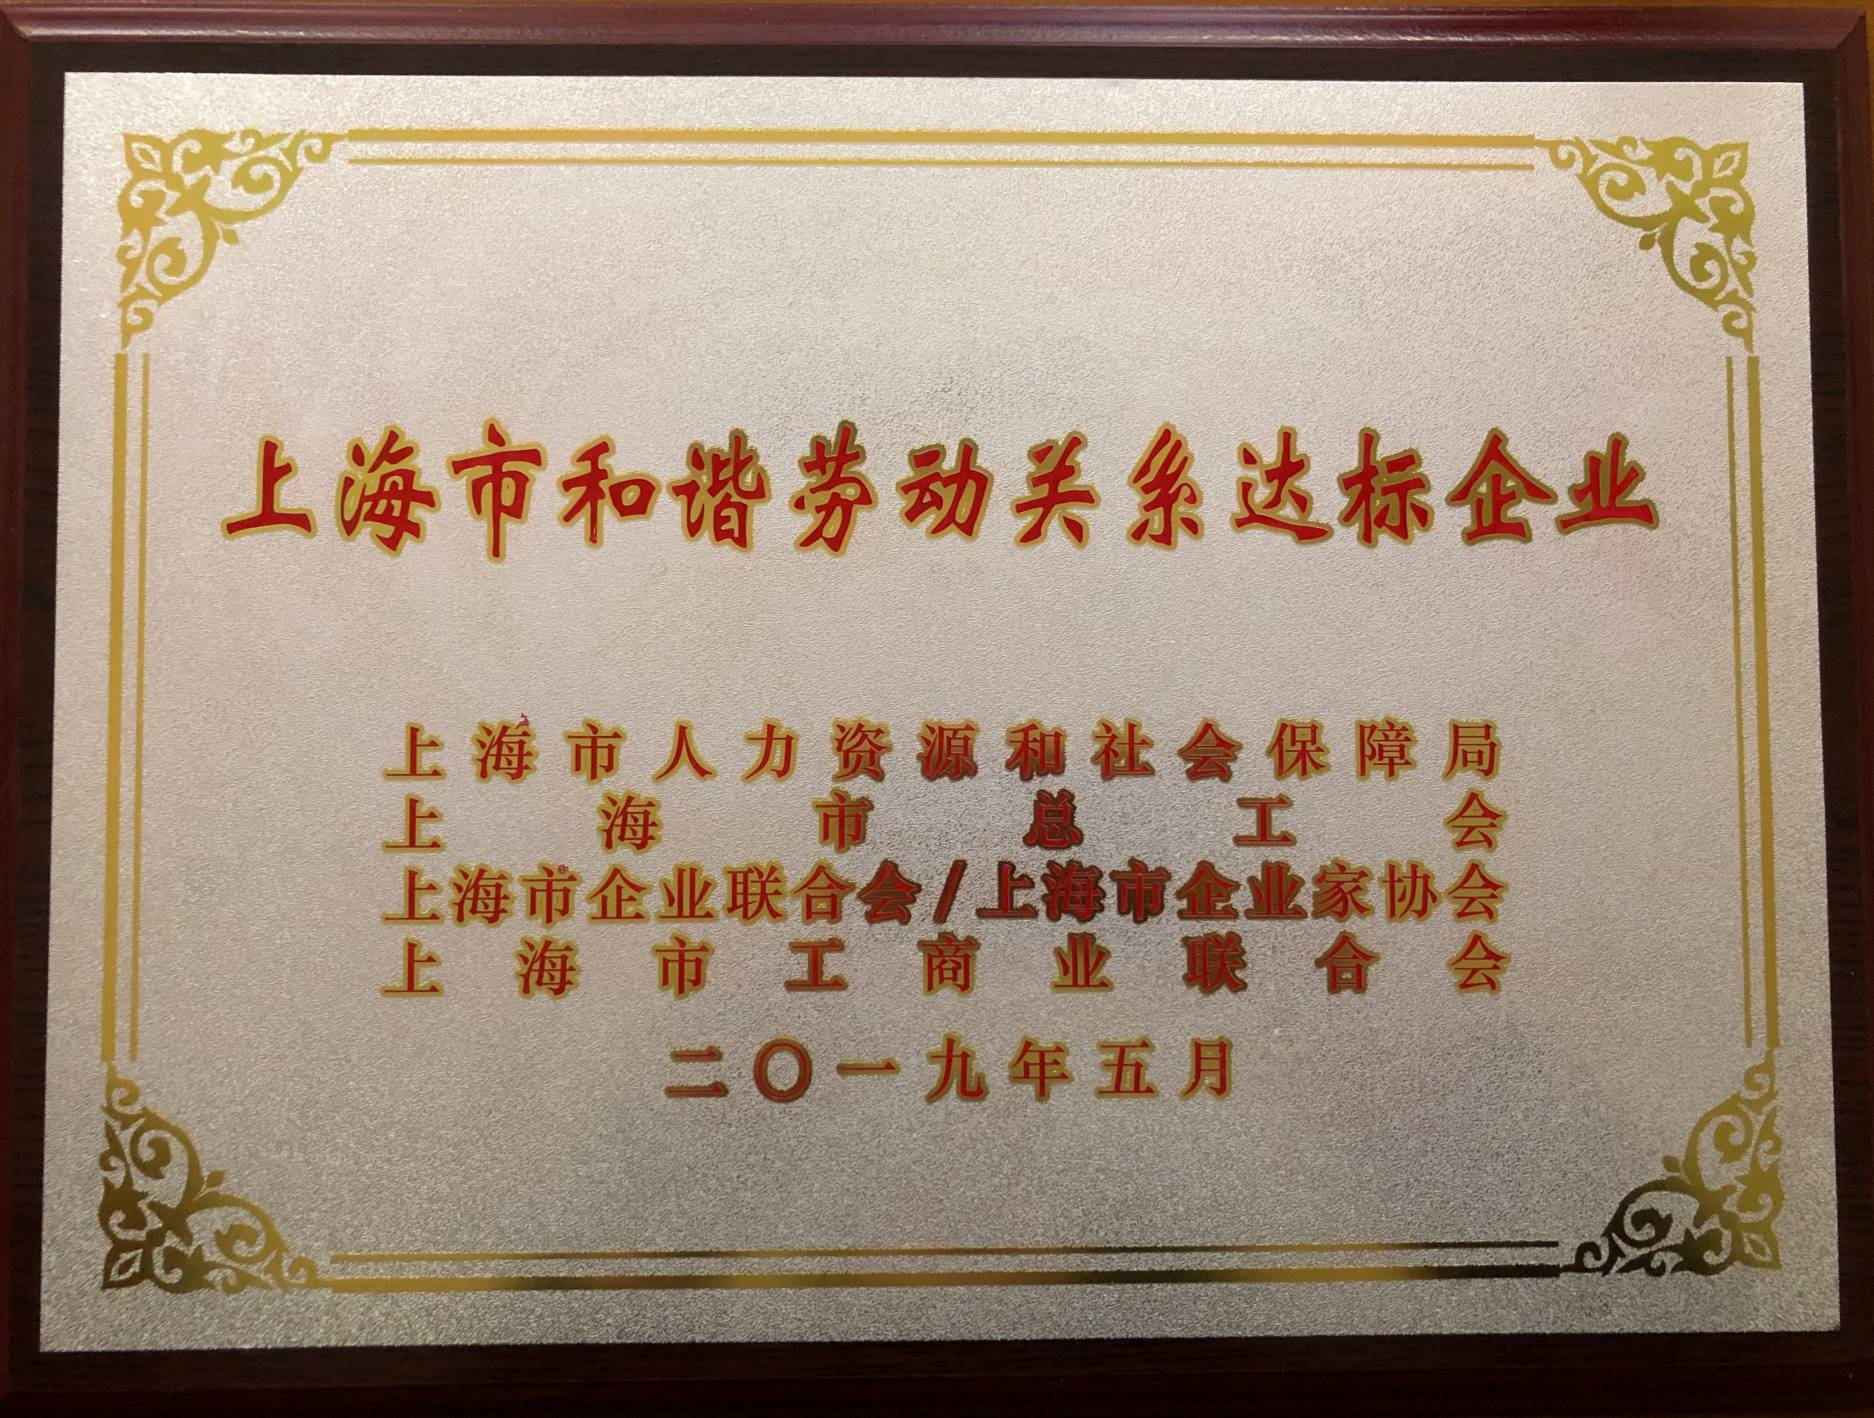 上海市和谐劳动关系达标企业
上海市人力资源和社会保障局
上海市总工会
上海市企业联合会/上海市企业家协会
上海市工商业联合会
二〇一九年五月